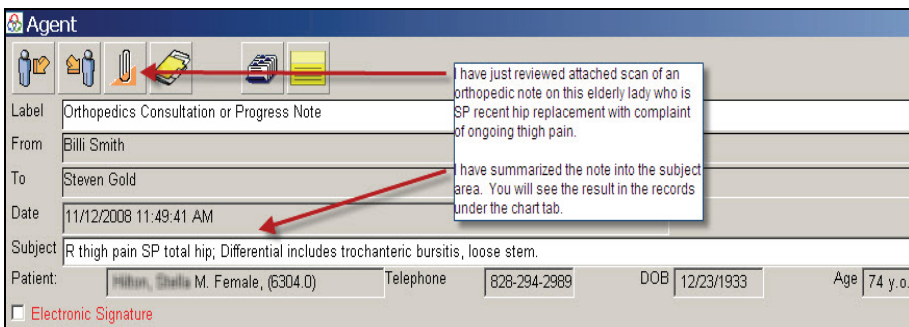 Agent
I have just reviewed attached scan of an
orthopedic note on this elderly lady who is
SP recent hip replacement with complaint
of ongoing thigh pain.
I have summarized the note into the subject
area. You will see the result in the records
under the chart tab.
Label Orthopedics Consultation or Progress Note
From Billi Smith
To Steven Gold
Date 11/12/2008 11:49:41 AM
Subject R thigh pain SP total hip; Differential includes trochanteric bursitis, loose stem.
Patient: M. Female, (6304.0) Telephone 828-294-2989 DOB 12/23/1933 Age 74 y.o.
Electronic Signature